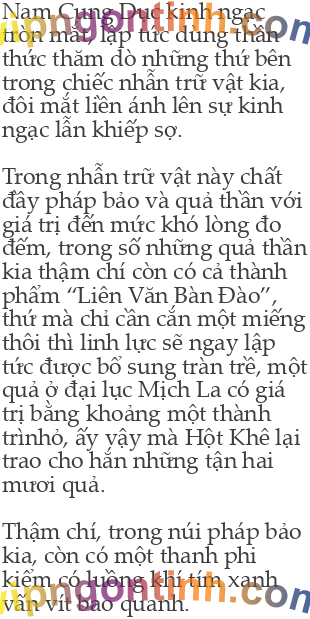 Nam Cung Dục kinh ngạc
tròn mắt, lập tức dùng thần
thức thăm dò những thứ bên
trong chiếc nhẫn trữ vật kia,
đôi mắt liền ánh lên sự kinh
ngạc lẫn khiếp sợ.
Trong nhẫn trữ vật này chất
đầy pháp bảo và quả thần với
giá trị đến mức khó lòng đo
đếm, trong số những quả thần
kia thậm chí còn có cả thành
phẩm “Liên Văn Bàn Đào”,
thứ mà chỉ cần cắn một miếng
thôi thì linh lực sẽ ngay lập
tức được bổ sung tràn trề, một
quả ở đại lục Mịch La có giá
trị bằng khoảng một thành
trìnhỏ, ấy vậy mà Hột Khê lại
trao cho hắn những tận hai
mươi quả.
Thậm chí, trong núi pháp bảo
kia, còn có một thanh phi
kiếm có luồng khí tím xanh
vấn vít bao quanh.